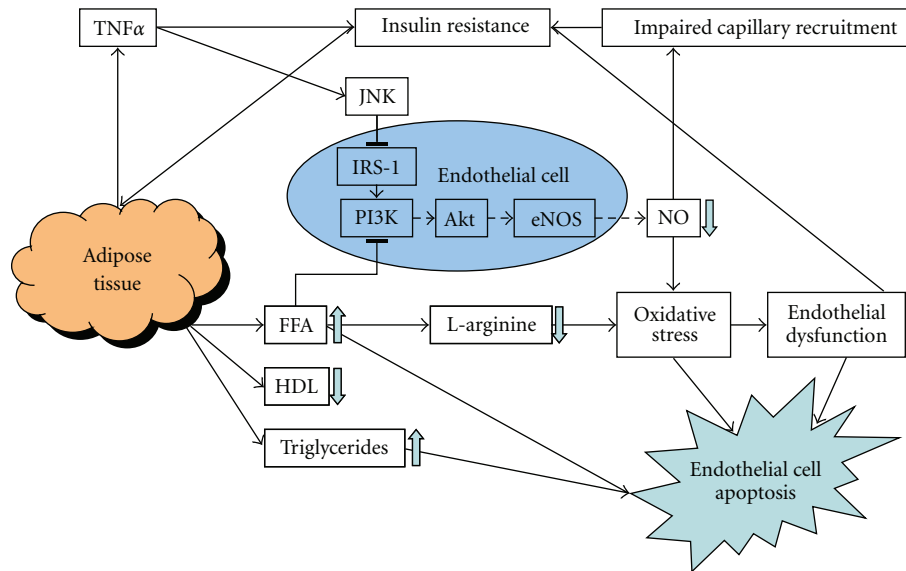 TNFα
Insulin resistance
Impaired capillary recruitment
JNK
IRS-1
Endothelial cell
PI3K
Akt
eNOS
NO
Adipose
tissue
FFA
L-arginine
Oxidative
stress
Endothelial
dysfunction
HDL
Triglycerides
Endothelial cell
apoptosis